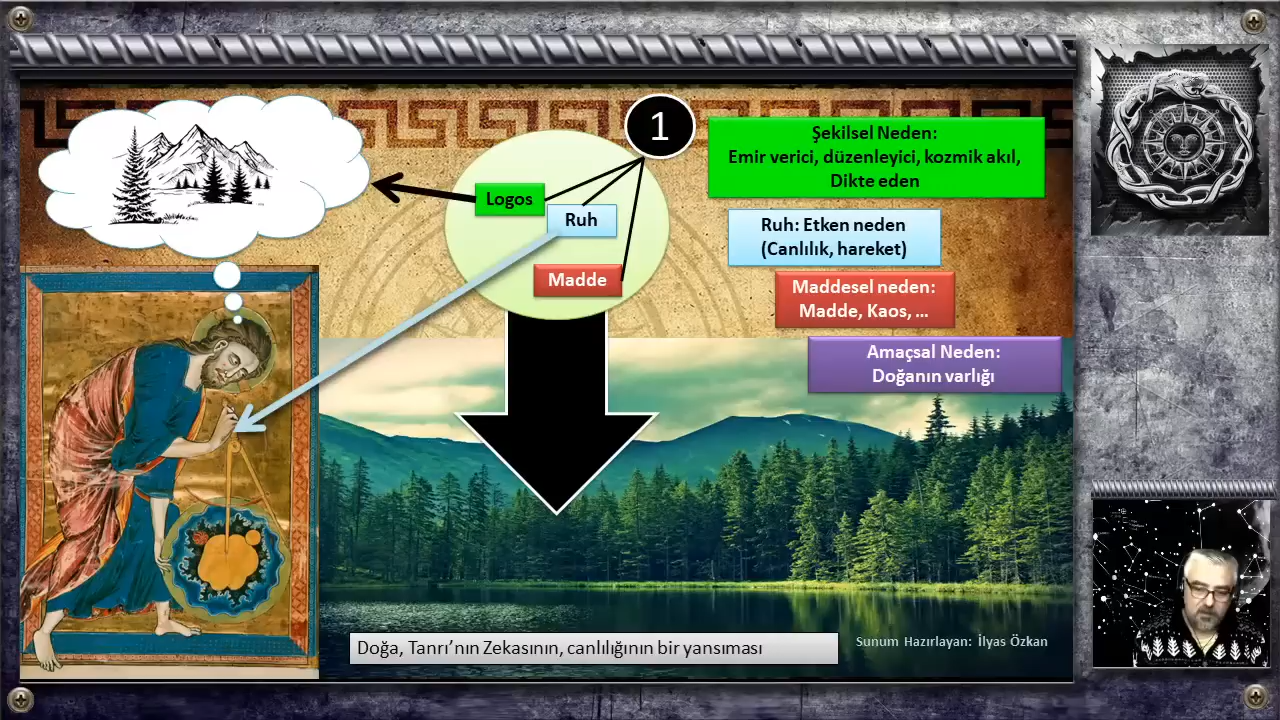 1
Logos
Ruh
Madde
Şekilsel Neden:
Emir verici, düzenleyici, kozmik akıl,
Dikte eden
Ruh: Etken neden
(Canlılık, hareket)
Maddesel neden:
Madde, Kaos, ...
Amaçsal Neden:
Doğanın varlığı
Doğa, Tanrı’nın Zekasının, canlılığının bir yansıması
Sunum Hazırlayan: İlyas Özkan